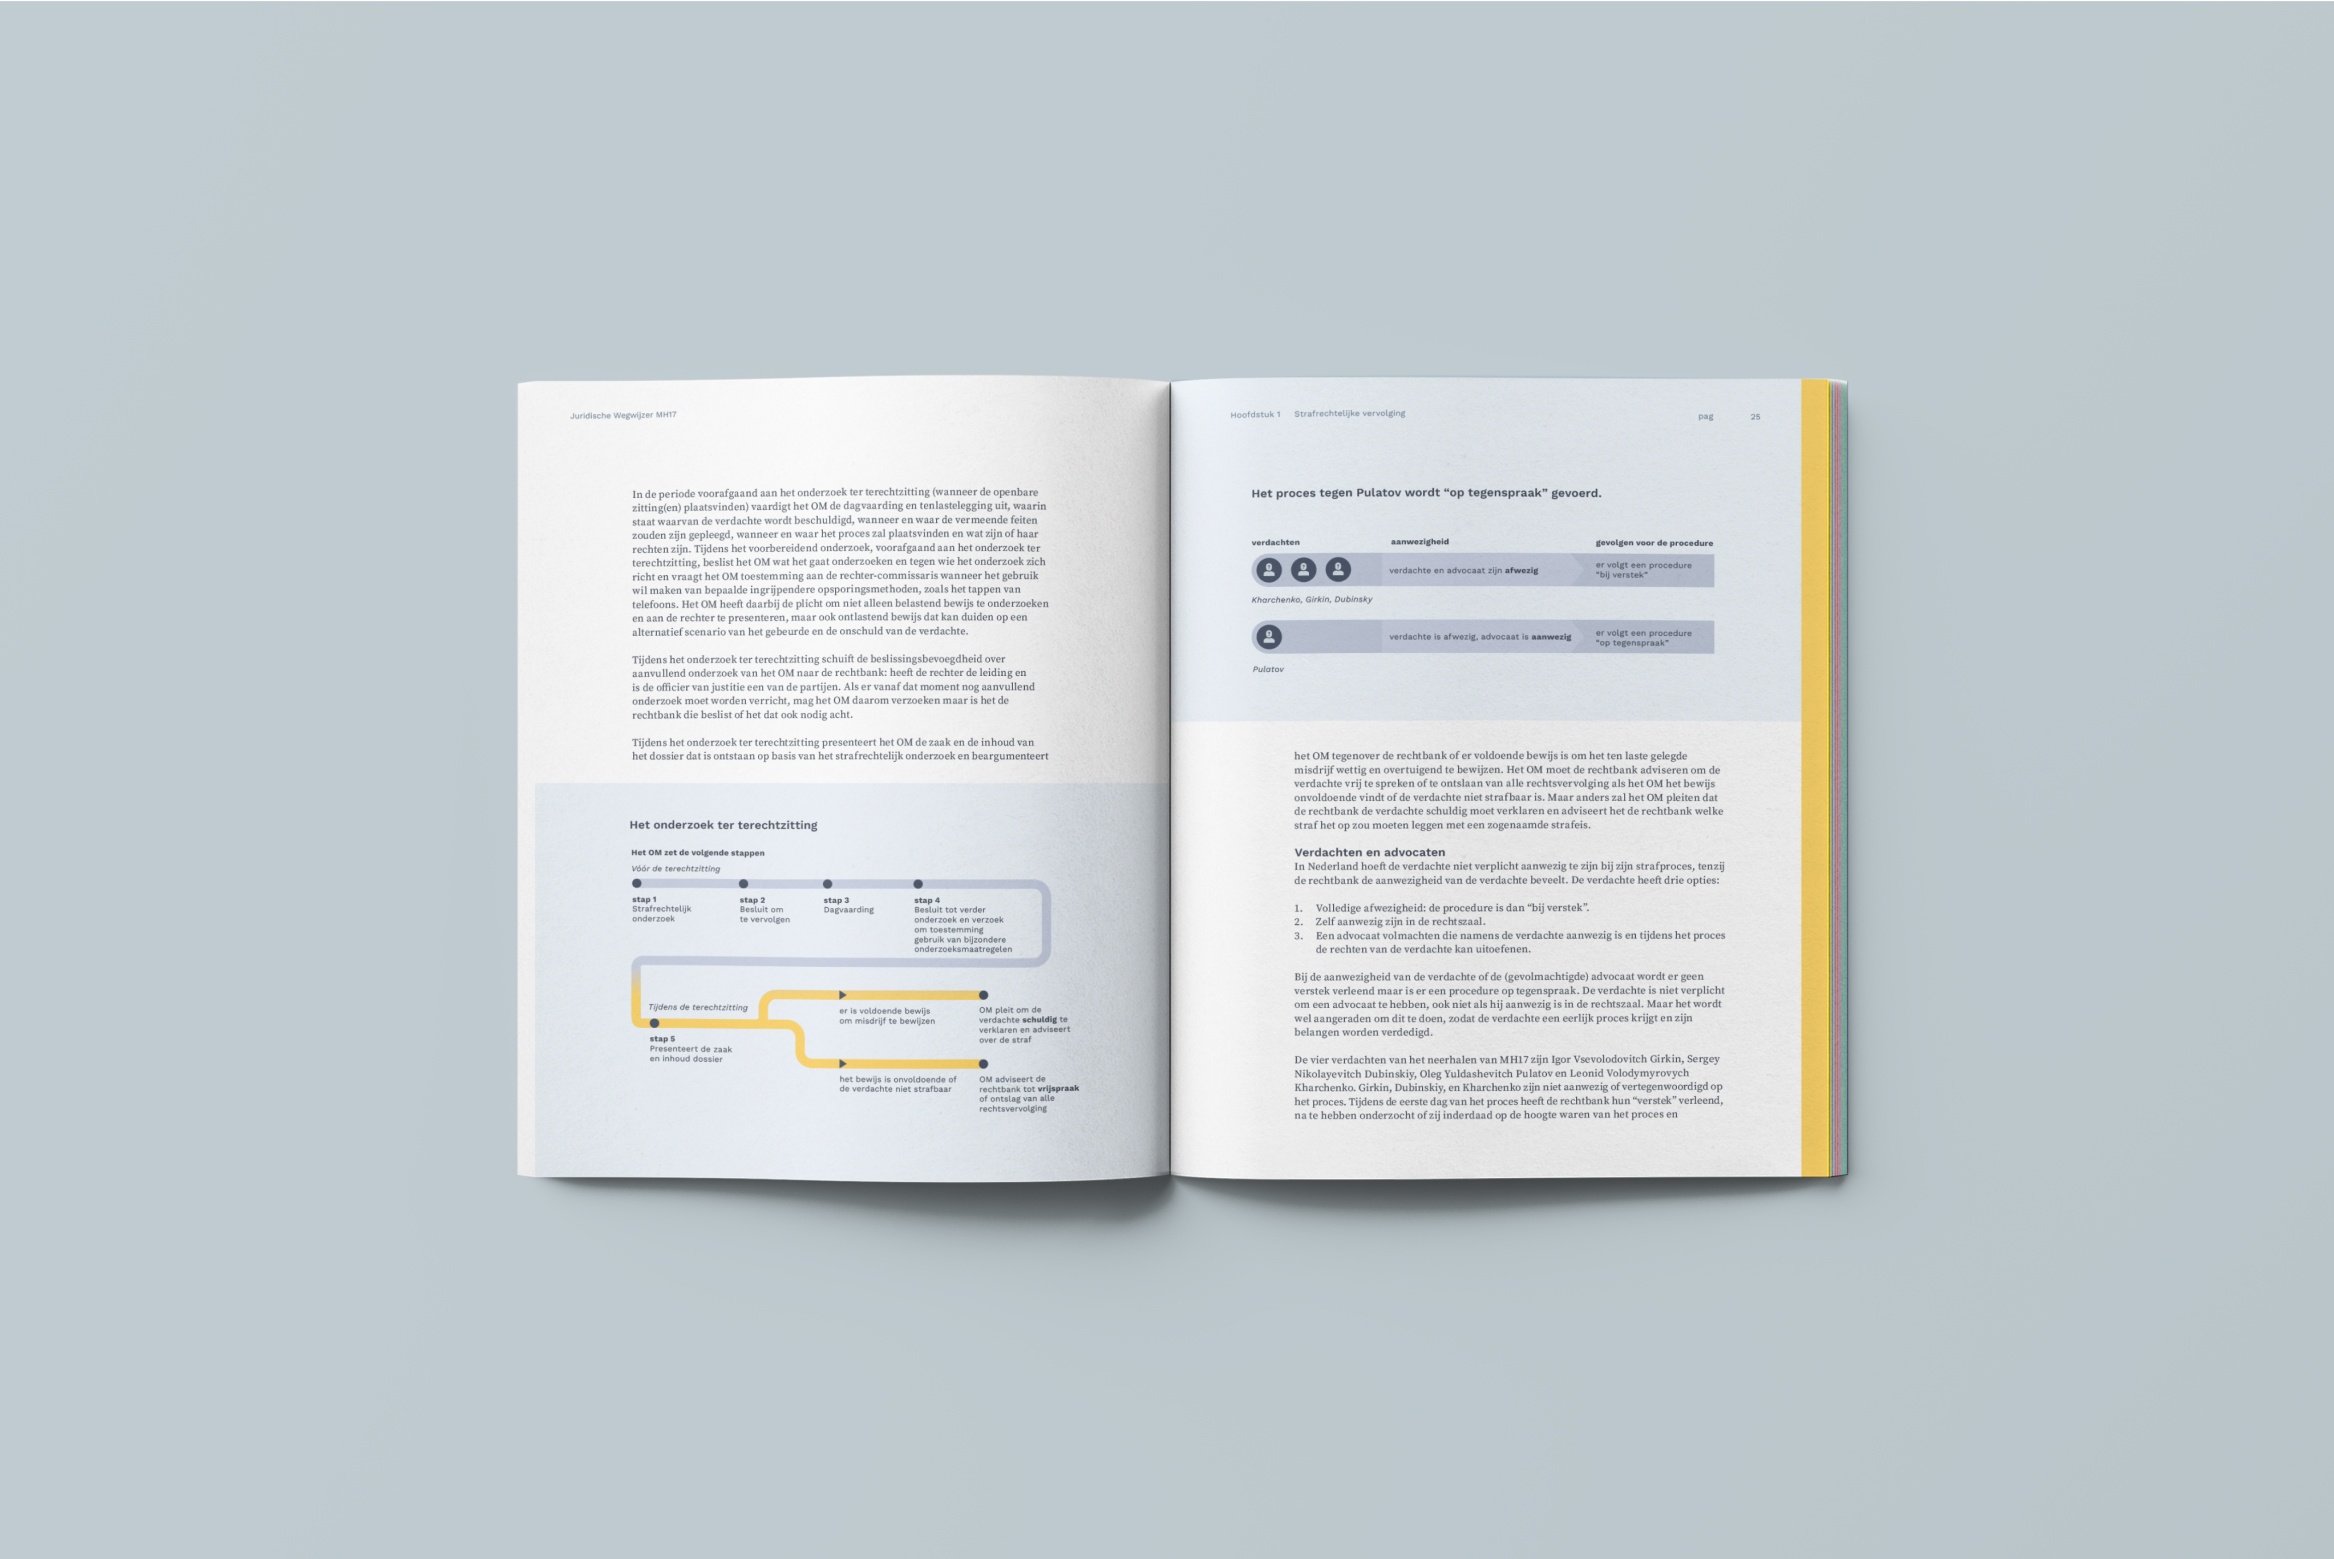 Juridische Wegwijzer MH17
In de periode voorafgaand aan het onderzoek ter terechtzitting (wanneer de openbare
zitting(en) plaatsvinden) vaardigt het OM de dagvaarding en tenlastelegging uit, waarin
staat waarvan de verdachte wordt beschuldigd, wanneer en waar de vermeende feiten
zouden zijn gepleegd, wanneer en waar het proces zal plaatsvinden en wat zijn of haar
rechten zijn. Tijdens het voorbereidend onderzoek, voorafgaand aan het onderzoek ter
terechtzitting, beslist het OM wat het gaat onderzoeken en tegen wie het onderzoek zich
richt en vraagt het OM toestemming aan de rechter-commissaris wanneer het gebruik
wil maken van bepaalde ingrijpendere opsporingsmethoden, zoals het tappen van
telefoons. Het OM heeft daarbij de plicht om niet alleen belastend bewijs te onderzoeken
en aan de rechter te presenteren, maar ook ontlastend bewijs dat kan duiden op een
alternatief scenario van het gebeurde en de onschuld van de verdachte.
Tijdens het onderzoek ter terechtzitting schuift de beslissingsbevoegdheid over
aanvullend onderzoek van het OM naar de rechtbank: heeft de rechter de leiding en
is de officier van justitie een van de partijen. Als er vanaf dat moment nog aanvullend
onderzoek moet worden verricht, mag het OM daarom verzoeken maar is het de
rechtbank die beslist of het dat ook nodig acht.
Tijdens het onderzoek ter terechtzitting presenteert het OM de zaak en de inhoud van
het dossier dat is ontstaan op basis van het strafrechtelijk onderzoek en beargumenteert
Het onderzoek ter terechtzitting
Het OM zet de volgende stappen
Vóór de terechtzitting
stap 1
Strafrechtelijk
onderzoek
stap 2
Besluit om
te vervolgen
stap 3
Dagvaarding
stap 4
Besluit tot verder
onderzoek en verzoek
om toestemming
gebruik van bijzondere
onderzoeksmaatregelen
Tijdens de terechtzitting
stap 5
Presenteert de zaak
en inhoud dossier
er is voldoende bewijs
om misdrijf te bewijzen
OM pleit om de
verdachte schuldig te
verklaren en adviseert
over de straf
het bewijs is onvoldoende of
de verdachte niet strafbaar
OM adviseert de
rechtbank tot vrijspraak
of ontslag van alle
rechtsvervolging
Hoofdstuk 1 Strafrechtelijke vervolging pag 25
Het proces tegen Pulatov wordt “op tegenspraak” gevoerd.
verdachten aanwezigheid gevolgen voor de procedure
verdachte en advocaat zijn afwezig
er volgt een procedure
“bij verstek”
Kharchenko, Girkin, Dubinsky
verdachte is afwezig, advocaat is aanwezig
er volgt een procedure
“op tegenspraak”
Pulatov
het OM tegenover de rechtbank of er voldoende bewijs is om het ten laste gelegde
misdrijf wettig en overtuigend te bewijzen. Het OM moet de rechtbank adviseren om de
verdachte vrij te spreken of te ontslaan van alle rechtsvervolging als het OM het bewijs
onvoldoende vindt of de verdachte niet strafbaar is. Maar anders zal het OM pleiten dat
de rechtbank de verdachte schuldig moet verklaren en adviseert het de rechtbank welke
straf het op zou moeten leggen met een zogenaamde strafeis.
Verdachten en advocaten
In Nederland hoeft de verdachte niet verplicht aanwezig te zijn bij zijn strafproces, tenzij
de rechtbank de aanwezigheid van de verdachte beveelt. De verdachte heeft drie opties:
1. Volledige afwezigheid: de procedure is dan “bij verstek”.
2. Zelf aanwezig zijn in de rechtszaal.
3. Een advocaat volmachten die namens de verdachte aanwezig is en tijdens het proces
de rechten van de verdachte kan uitoefenen.
Bij de aanwezigheid van de verdachte of de (gevolmachtigde) advocaat wordt er geen
verstek verleend maar is er een procedure op tegenspraak. De verdachte is niet verplicht
om een advocaat te hebben, ook niet als hij aanwezig is in de rechtszaal. Maar het wordt
wel aangeraden om dit te doen, zodat de verdachte een eerlijk proces krijgt en zijn
belangen worden verdedigd.
De vier verdachten van het neerhalen van MH17 zijn Igor Vsevolodovitch Girkin, Sergey
Nikolayevitch Dubinskiy, Oleg Yuldashevitch Pulatov en Leonid Volodymyrovych
Kharchenko. Girkin, Dubinskiy, en Kharchenko zijn niet aanwezig of vertegenwoordigd op
het proces. Tijdens de eerste dag van het proces heeft de rechtbank hun “verstek” verleend,
na te hebben onderzocht of zij inderdaad op de hoogte waren van het proces en